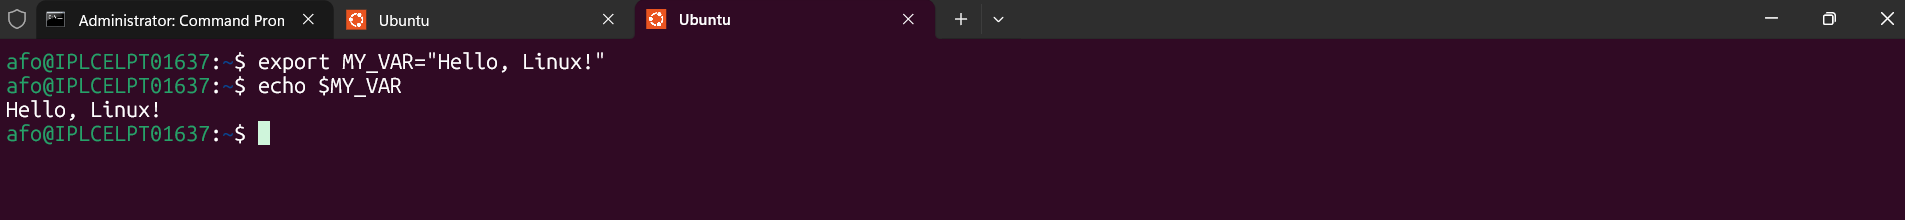 Administrator: Command Pron
Ubuntu
Ubuntu
afo@IPLCELPT01637:~$ export MY_VAR="Hello, Linux!"
afo@IPLCELPT01637:~$ echo $MY_VAR
Hello, Linux!
afo@IPLCELPT01637:~$